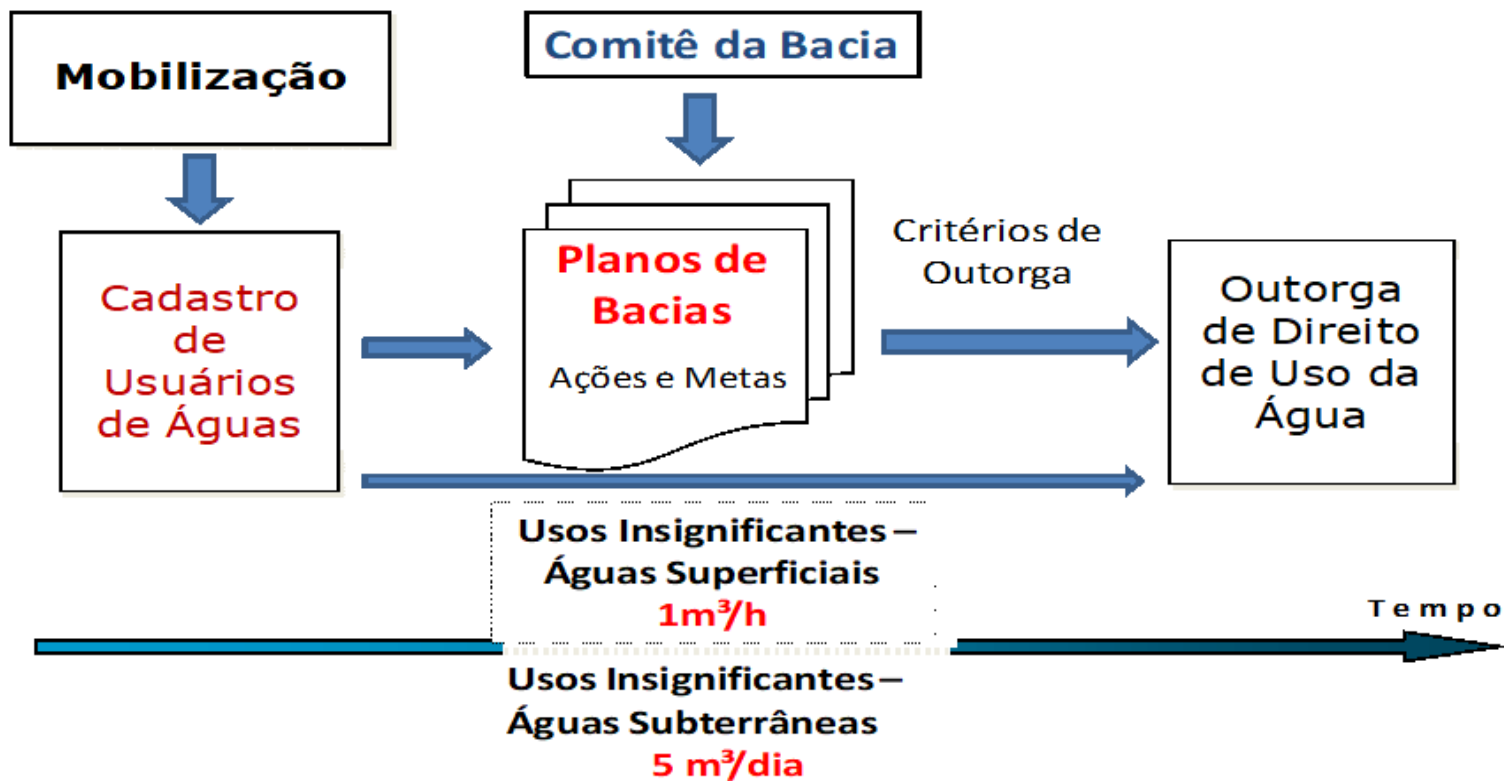 Mobilização
Comitê da Bacia
Cadastro
de
Usuários
de Águas
Planos de
Bacias
Ações e Metas
Critérios de
Outorga
Outorga
de Direito
de Uso da
Água
Usos Insignificantes –
Águas Superficiais
1m³/h
Tempo
Usos Insignificantes –
Águas Subterrâneas
5 m³/dia